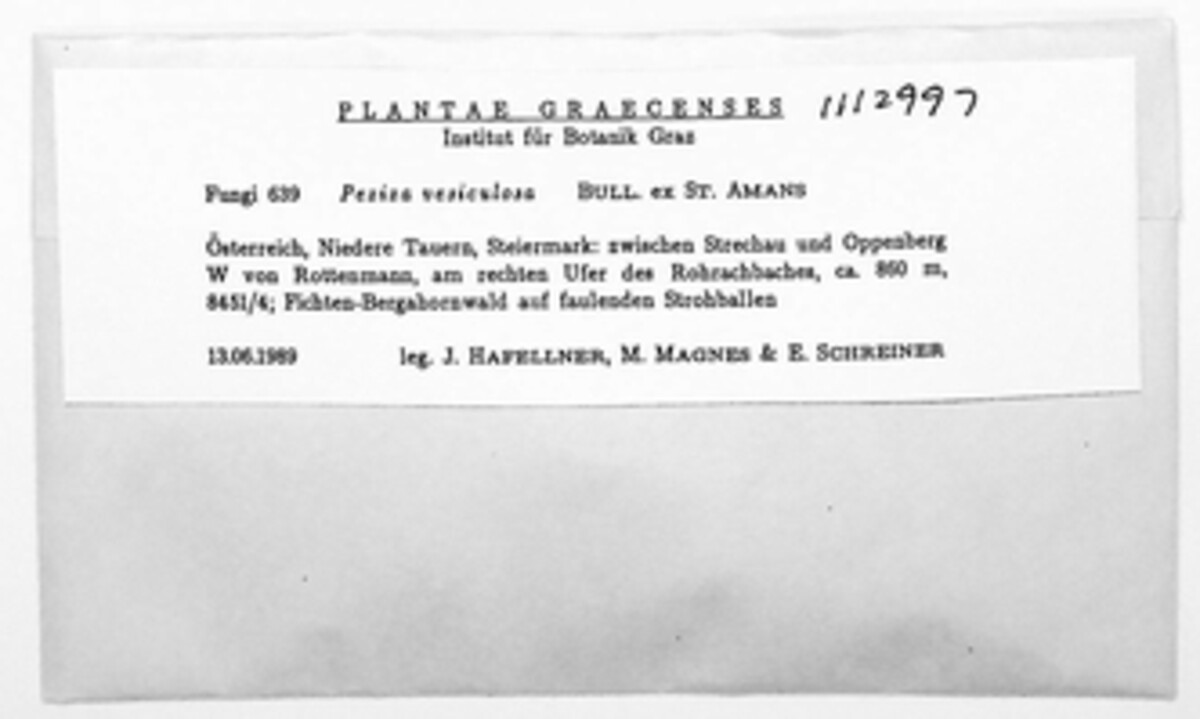 PLANTAE GRAECENSES 1112997
Institut für Botanik Graz
Fungi 639 Peziza vesiculosa BULL. ex ST. AMANS
Österreich, Niedere Tauern, Steiermark: zwischen Strechau und Oppenberg
W von Rottenmann, am rechten Ufer des Rohrachbaches, ca. 860 m,
8451/4; Fichten-Bergahornwald auf faulenden Strohballen
13.06.1989 leg. J. HAFELLNER, M. MAGNES & E. SCHREINER